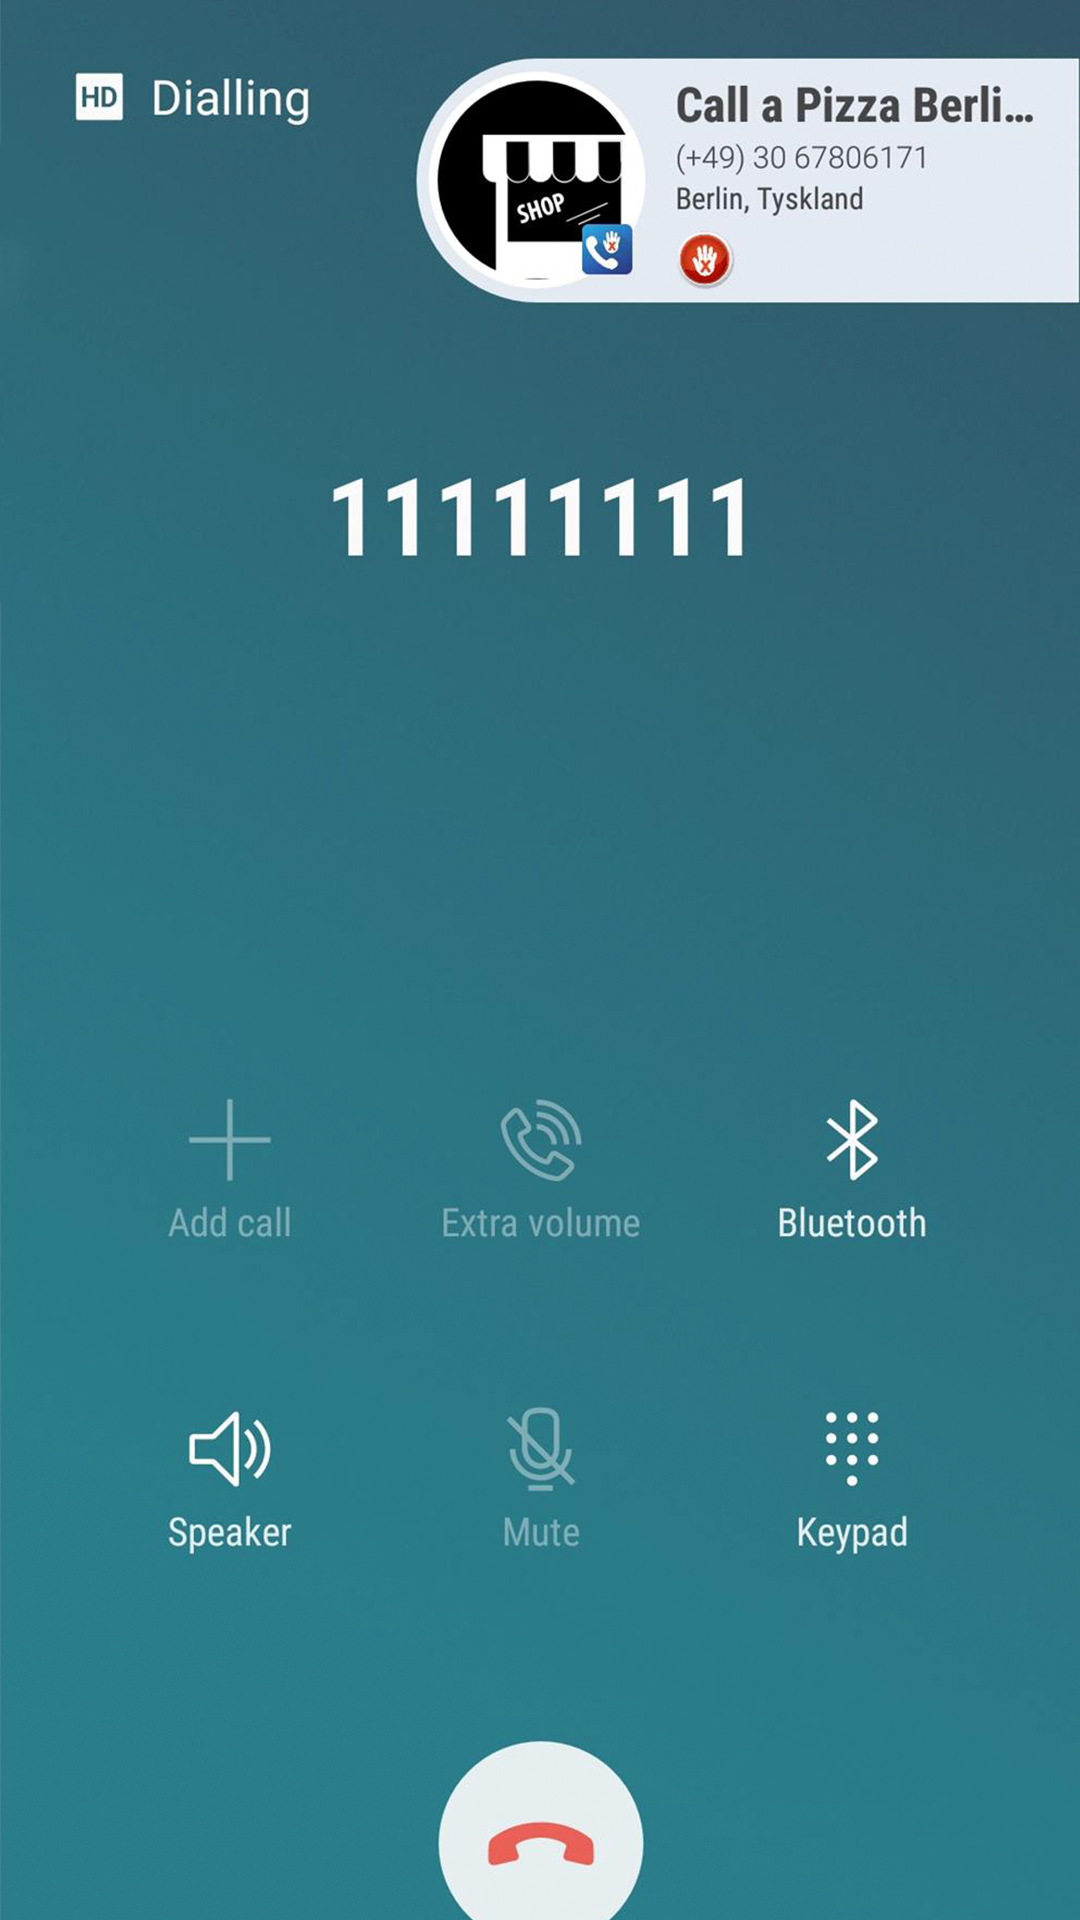 HD Dialling
SHOP
Call a Pizza Berli...
(+49) 30 67806171
Berlin, Tyskland
11111111
Add call
Extra volume
Bluetooth
Speaker
Mute
Keypad